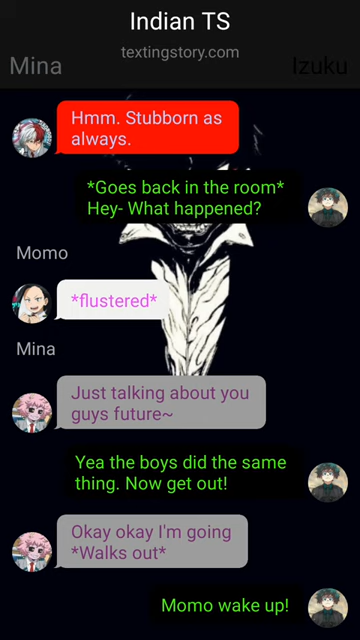 Indian TS
textingstory.com
Mina
Izuku
Hmm. Stubborn as
always.
*Goes back in the room*
Hey- What happened?
Momo
*flustered*
Mina
Just talking about you
guys future~
Yea the boys did the same
thing. Now get out!
Okay okay I'm going
*Walks out*
Momo wake up!